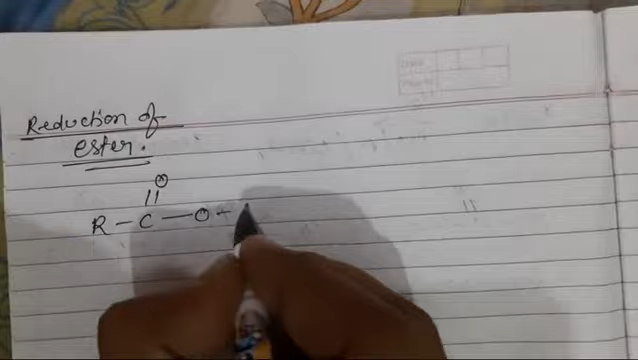 Reduction of
ester.
O
||
R - C - O -